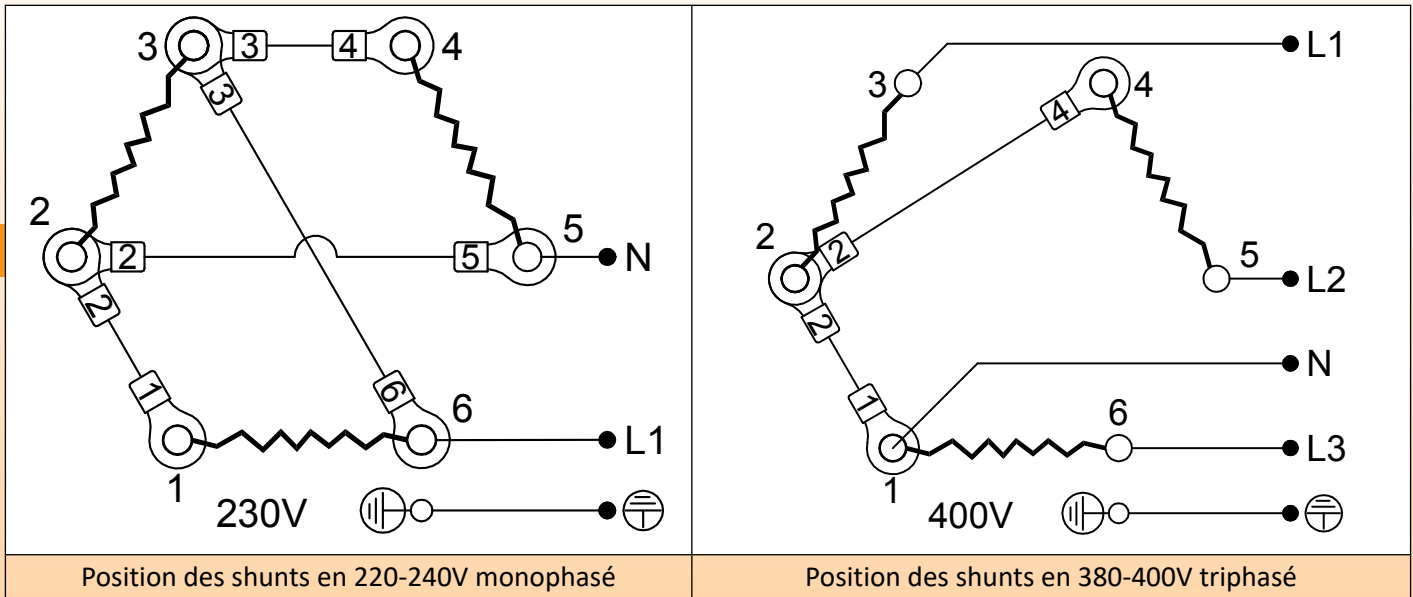 3 3 4 4
3
2
2 5 5 N
2
1 6
6 L1
1
230V
Position des shunts en 220-240V monophasé
L1
3 4
4
2
2 5
L2
2
N
1
6
L3
1
400V
Position des shunts en 380-400V triphasé